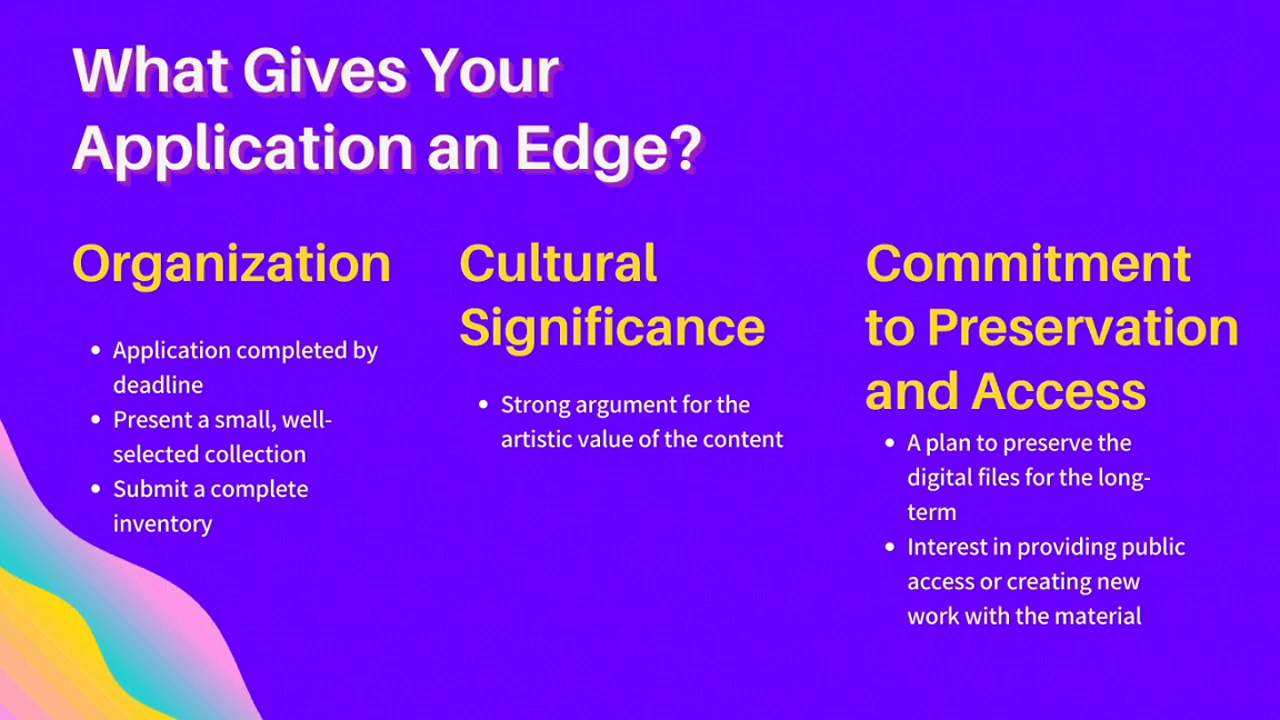 What Gives Your
Application an Edge?
Organization
• Application completed by
deadline
• Present a small, well-
selected collection
• Submit a complete
inventory
Cultural
Significance
• Strong argument for the
artistic value of the content
Commitment
to Preservation
and Access
• A plan to preserve the
digital files for the long-
term
• Interest in providing public
access or creating new
work with the material